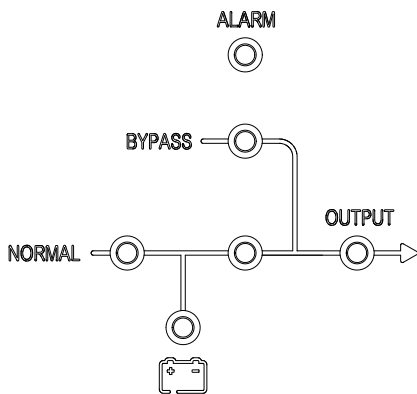 ALARM
BYPASS
OUTPUT
NORMAL
+ -